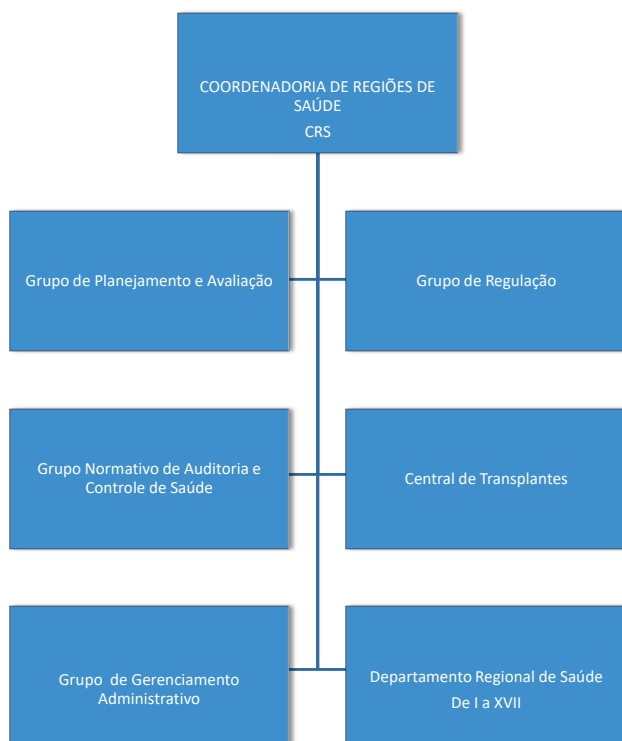 COORDENADORIA DE REGIÕES DE
SAÚDE
CRS
Grupo de Planejamento e Avaliação
Grupo de Regulação
Grupo Normativo de Auditoria e
Controle de Saúde
Central de Transplantes
Grupo de Gerenciamento
Administrativo
Departamento Regional de Saúde
De I a XVII